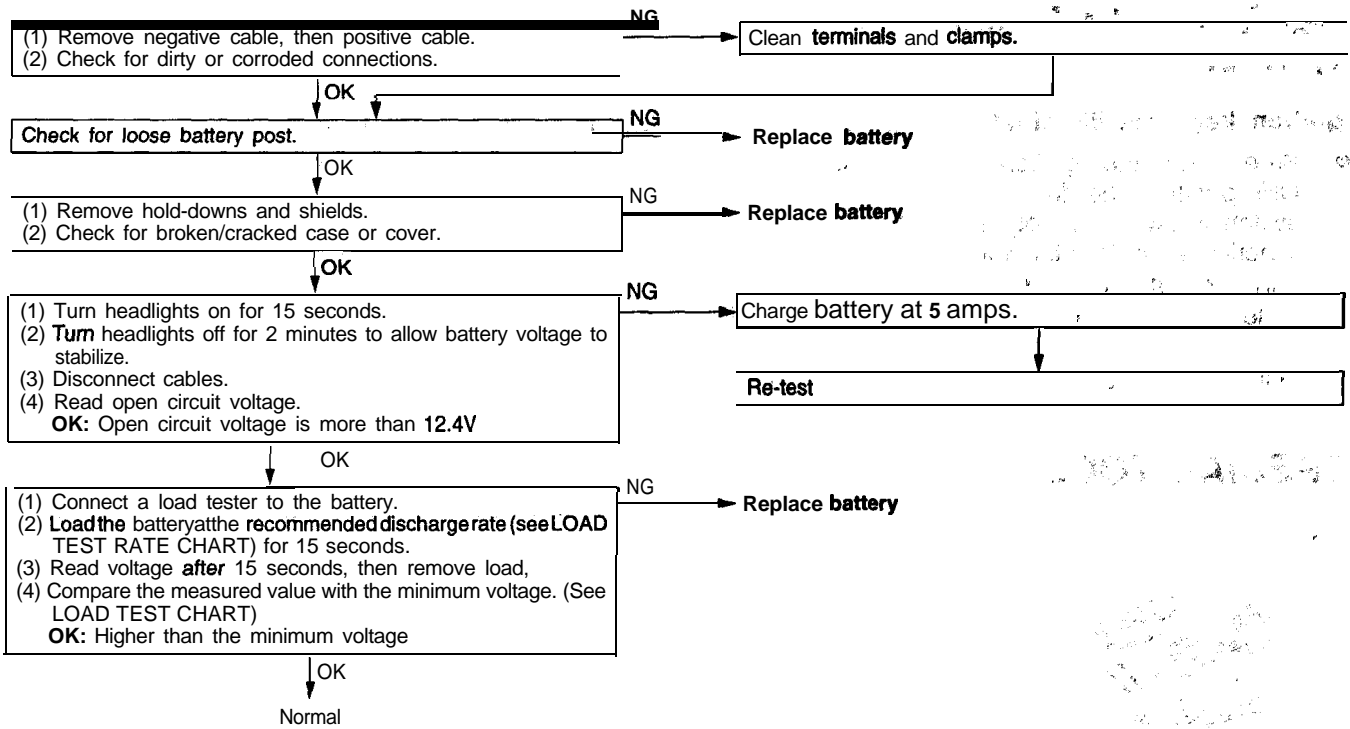 NG
(1) Remove negative cable, then positive cable.
(2) Check for dirty or corroded connections.
Clean terminals and clamps.
OK
Check for loose battery post.
NG
Replace battery
OK
(1) Remove hold-downs and shields.
(2) Check for broken/cracked case or cover.
NG
Replace battery
OK
(1) Turn headlights on for 15 seconds.
(2) Turn headlights off for 2 minutes to allow battery voltage to
stabilize.
(3) Disconnect cables.
(4) Read open circuit voltage.
OK: Open circuit voltage is more than 12.4V
NG
Charge battery at 5 amps.
Re-test
OK
(1) Connect a load tester to the battery.
(2) Load the batteryatthe recommended discharge rate (see LOAD
TEST RATE CHART) for 15 seconds.
(3) Read voltage after 15 seconds, then remove load,
(4) Compare the measured value with the minimum voltage. (See
LOAD TEST CHART)
OK: Higher than the minimum voltage
NG
Replace battery
OK
Normal